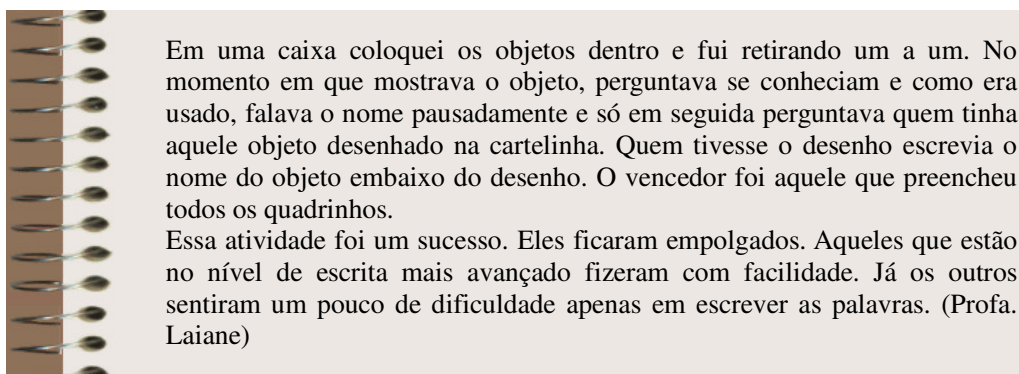 Em uma caixa coloquei os objetos dentro e fui retirando um a um. No
momento em que mostrava o objeto, perguntava se conheciam e como era
usado, falava o nome pausadamente e só em seguida perguntava quem tinha
aquele objeto desenhado na cartelinha. Quem tivesse o desenho escrevia o
nome do objeto embaixo do desenho. O vencedor foi aquele que preencheu
todos os quadrinhos.
Essa atividade foi um sucesso. Eles ficaram empolgados. Aqueles que estão
no nível de escrita mais avançado fizeram com facilidade. Já os outros
sentiram um pouco de dificuldade apenas em escrever as palavras. (Profa.
Laiane)